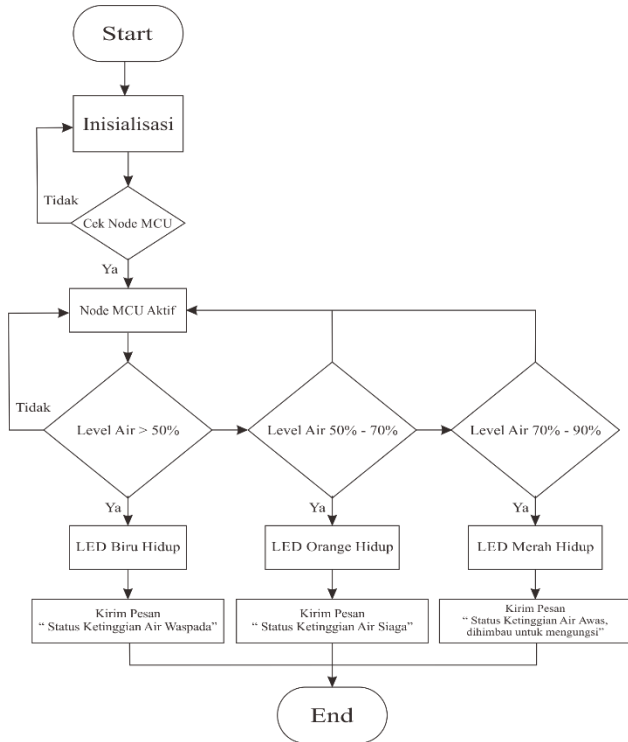 Start
Inisialisasi
Tidak
Cek Node MCU
Ya
Node MCU Aktif
Tidak
Level Air > 50%
Level Air 50% - 70%
Level Air 70% - 90%
Ya
Ya
Ya
LED Biru Hidup
LED Orange Hidup
LED Merah Hidup
Kirim Pesan
“ Status Ketinggian Air Waspada”
Kirim Pesan
“ Status Ketinggian Air Siaga”
Kirim Pesan
“ Status Ketinggian Air Awas,
dihimbau untuk mengungsi”
End